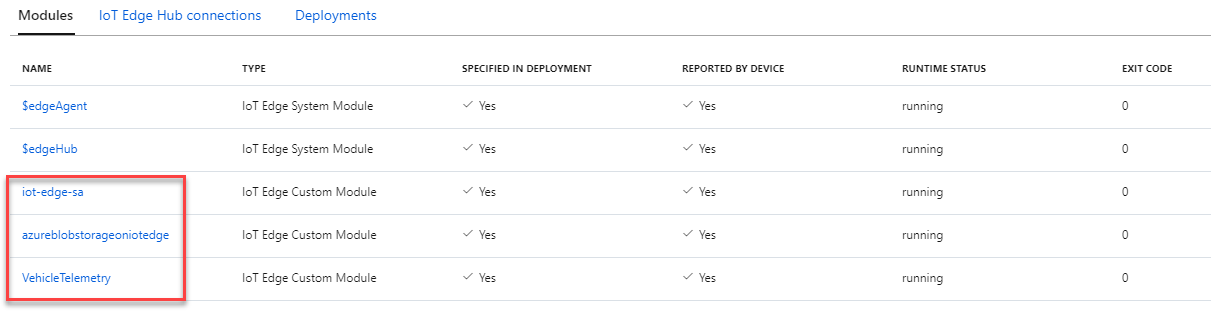 Modules IoT Edge Hub connections Deployments
NAME TYPE SPECIFIED IN DEPLOYMENT REPORTED BY DEVICE RUNTIME STATUS EXIT CODE
$edgeAgent IoT Edge System Module Yes Yes running 0
$edgeHub IoT Edge System Module Yes Yes running 0
iot-edge-sa IoT Edge Custom Module Yes Yes running 0
azureblobstorageoniotedge IoT Edge Custom Module Yes Yes running 0
VehicleTelemetry IoT Edge Custom Module Yes Yes running 0